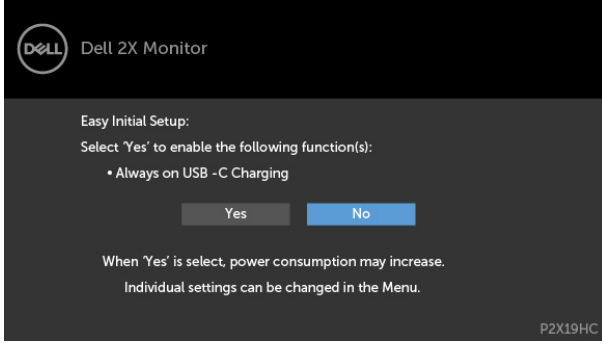 DELL Dell 2X Monitor
Easy Initial Setup:
Select 'Yes' to enable the following function(s):
• Always on USB -C Charging
Yes No
When 'Yes' is select, power consumption may increase.
Individual settings can be changed in the Menu.
P2X19HC